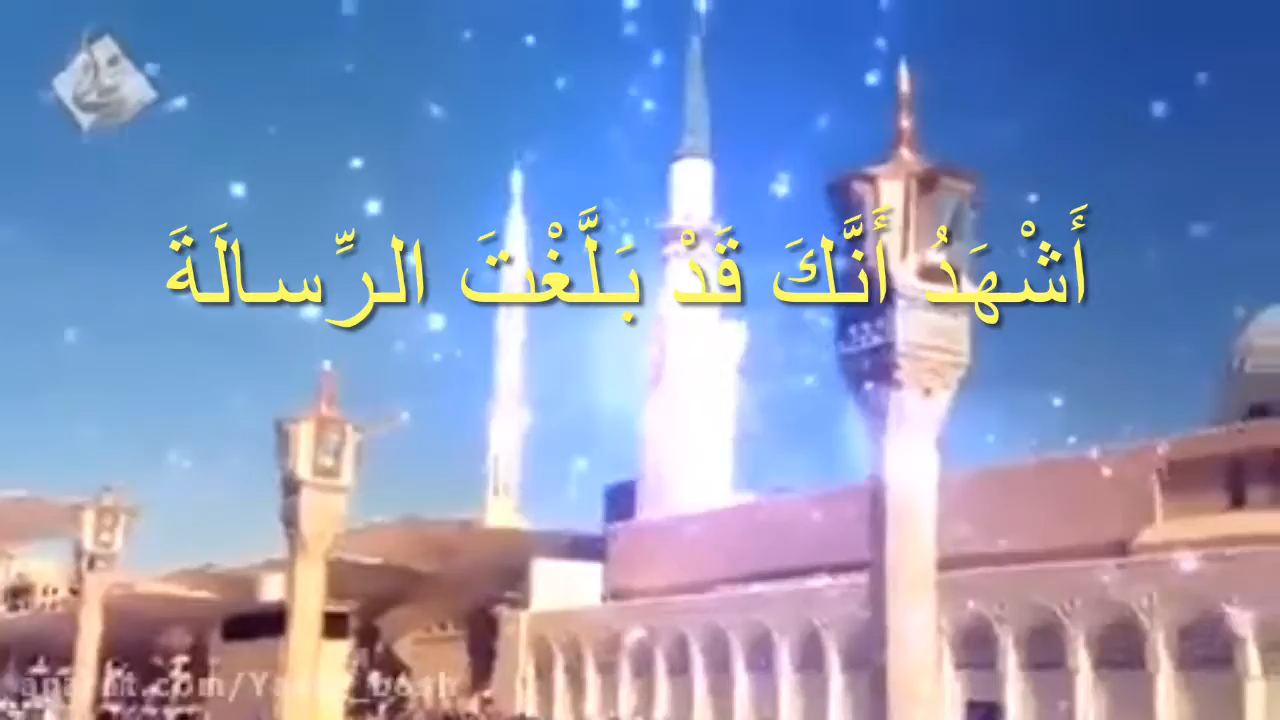 أَشْهَدُ أَنَّكَ قَدْ بَلَّغْتَ الرِّسالَةَ